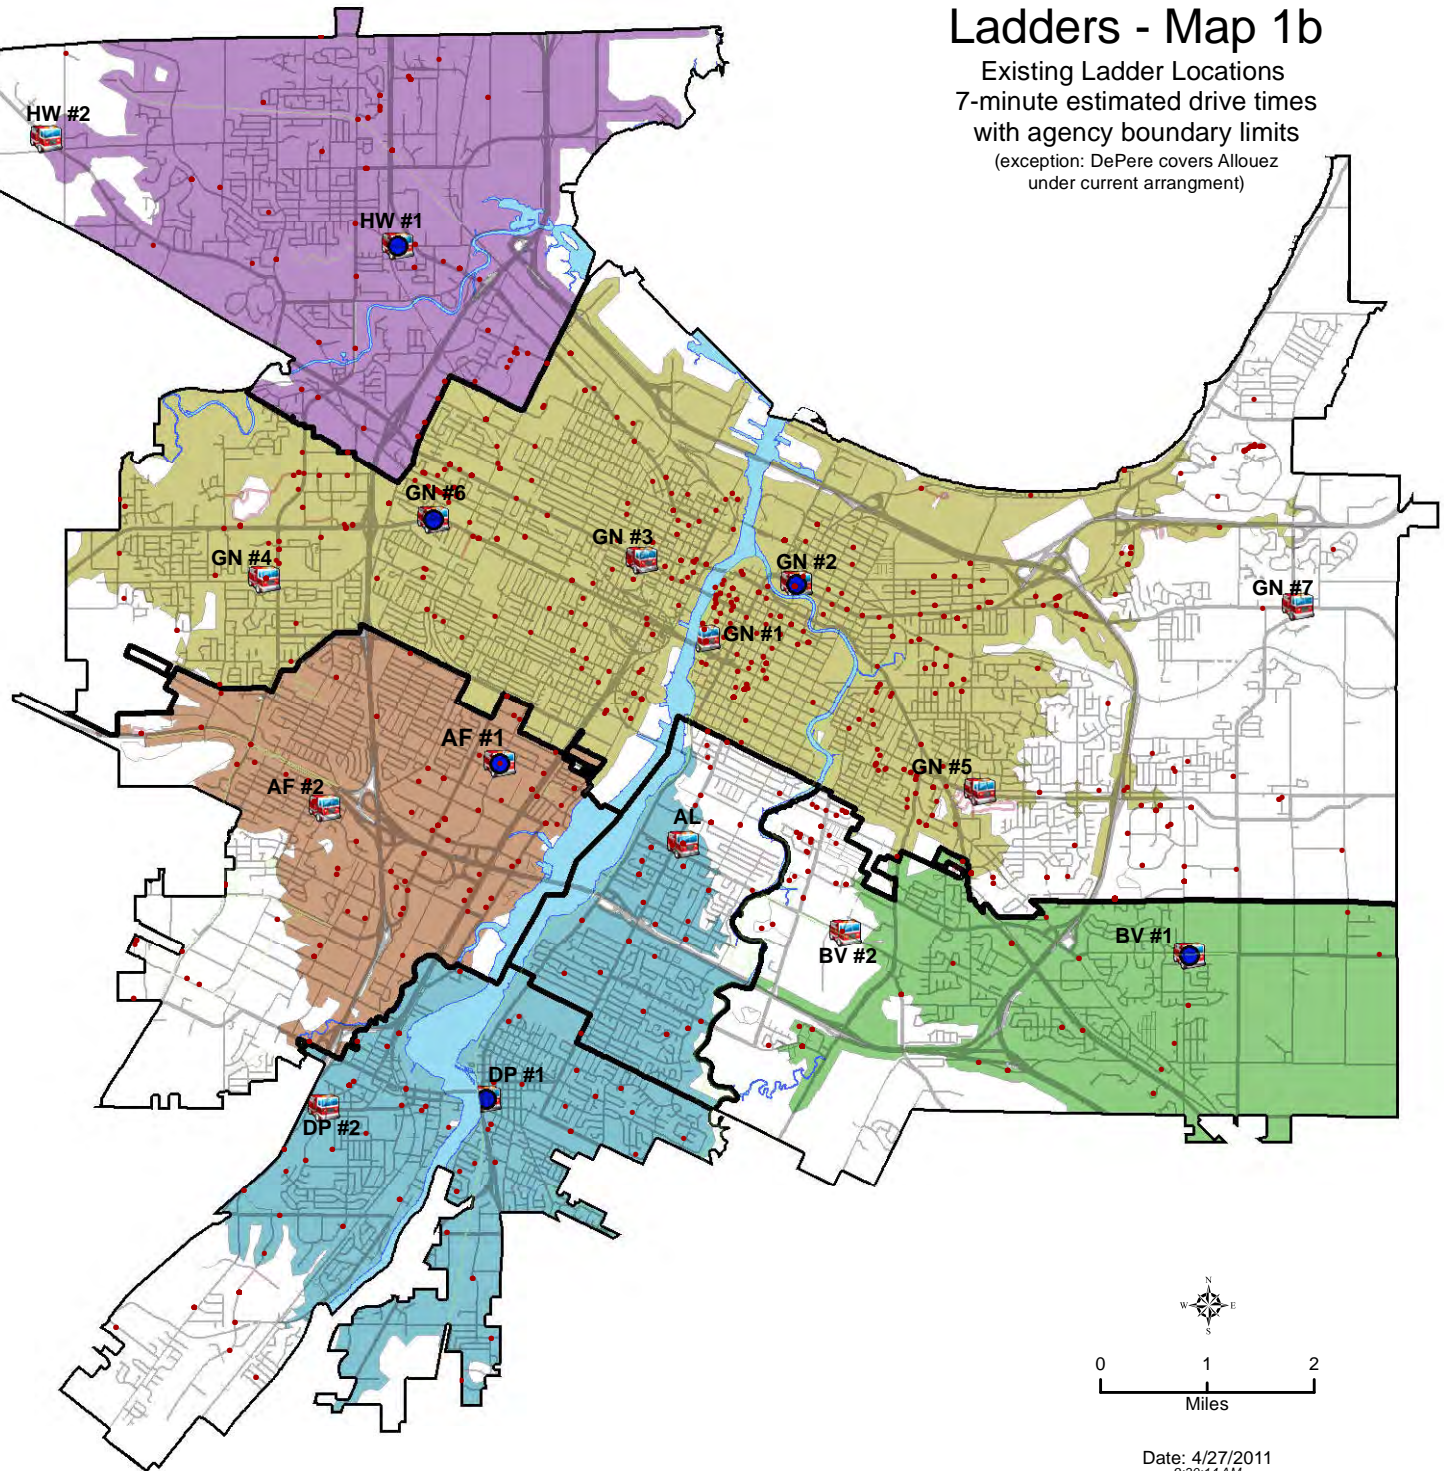 Ladders - Map 1b
Existing Ladder Locations
7-minute estimated drive times
with agency boundary limits
(exception: DePere covers Allouez
under current arrangment)
HW #2
HW #1
GN #6
GN #4
GN #3
GN #2
GN #7
GN #1
AF #1
GN #5
AF #2
AL
BV #1
BV #2
DP #1
DP #2
N
W E
S
0 1 2
Miles
Date: 4/27/2011